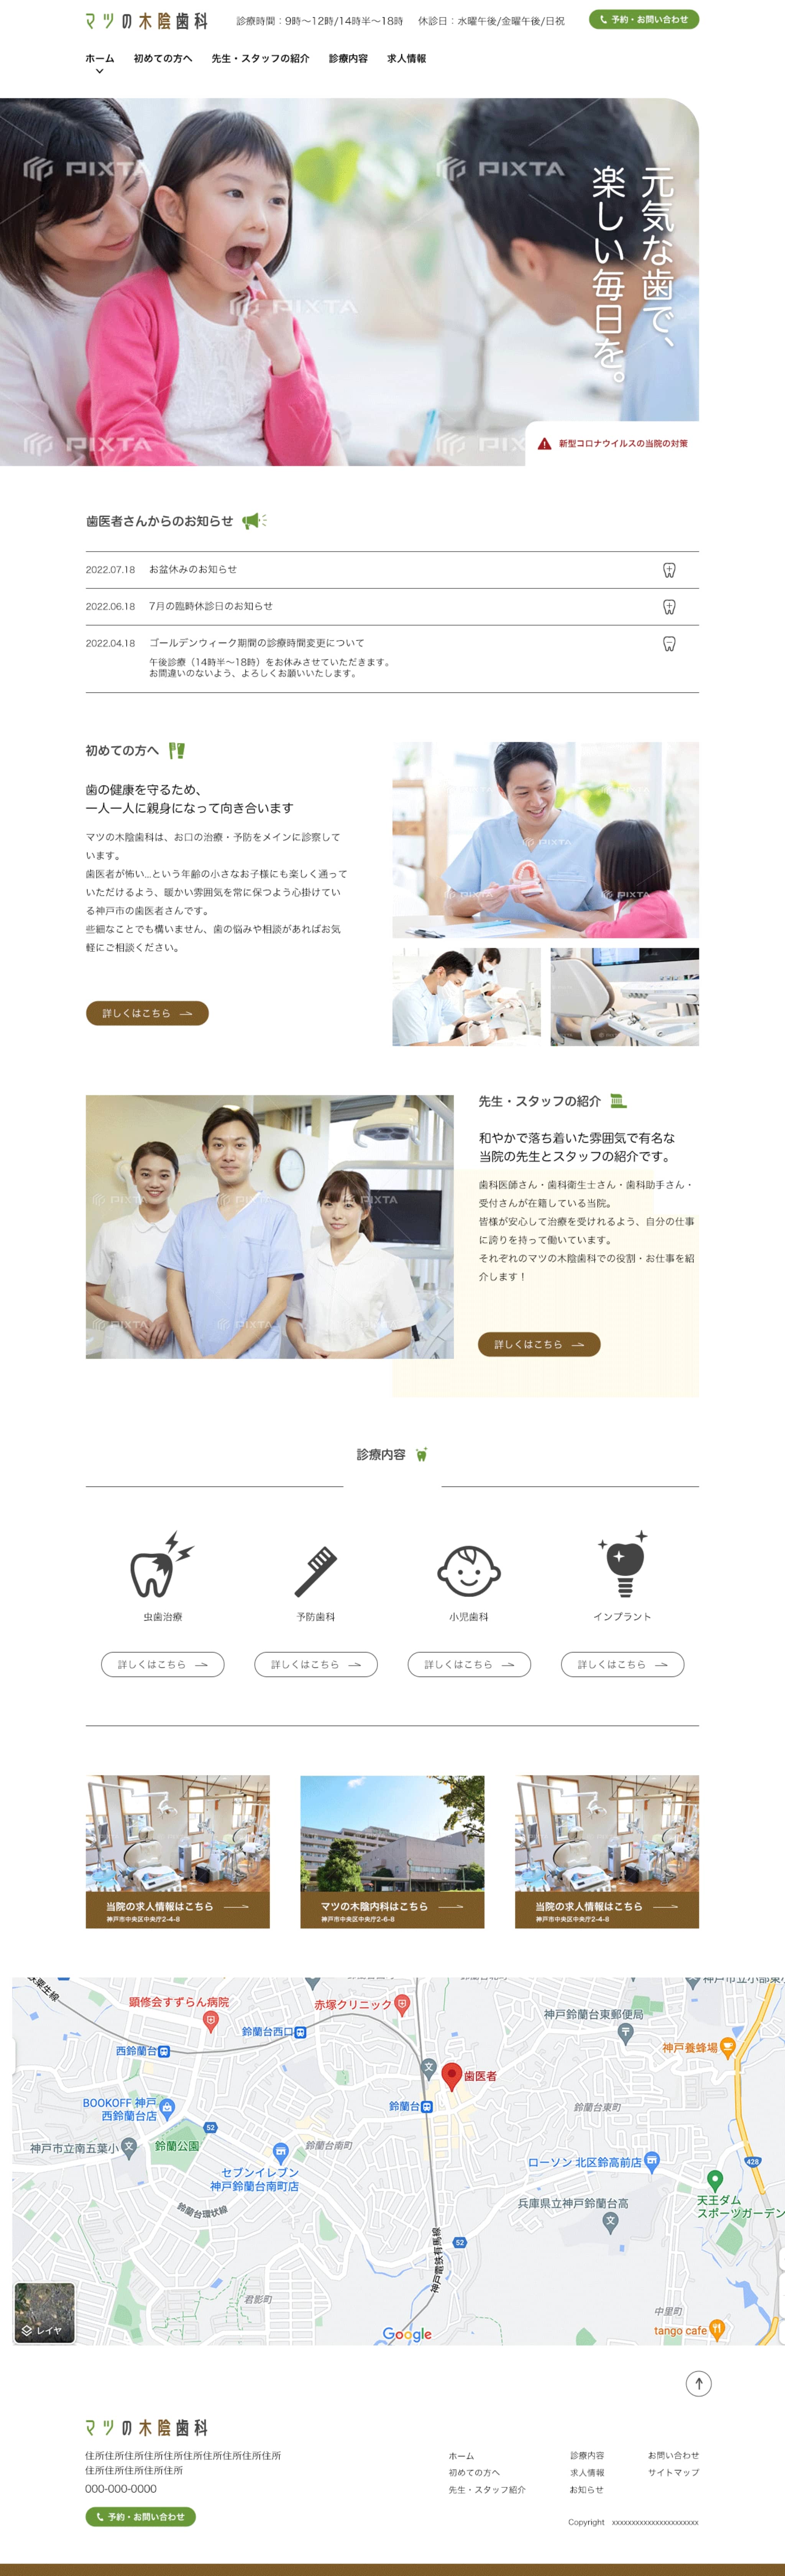 マツの木陰歯科
診療時間：9時～12時/14時半～18時　休診日：水曜午後/金曜午後/日祝
予約・お問い合わせ
ホーム　初めての方へ　先生・スタッフの紹介　診療内容　求人情報
PIXTA
PIXTA
PIXTA
PIXTA
元気な歯で、
楽しい毎日を。
新型コロナウイルスの当院の対策
歯医者さんからのお知らせ
2022.07.18　お盆休みのお知らせ
2022.06.18　7月の臨時休診日のお知らせ
2022.04.18　ゴールデンウィーク期間の診療時間変更について
午後診療（14時半～18時）をお休みさせていただきます。
お間違いのないよう、よろしくお願いいたします。
初めての方へ
歯の健康を守るため、
一人一人に親身になって向き合います
マツの木陰歯科は、お口の治療・予防をメインに診察して
います。
歯医者が怖い...という年齢の小さなお子様にも楽しく通って
いただけるよう、暖かい雰囲気を常に保つよう心掛けてい
る神戸市の歯医者さんです。
些細なことでも構いません、歯の悩みや相談があればお気
軽にご相談ください。
詳しくはこちら
先生・スタッフの紹介
和やかで落ち着いた雰囲気で有名な
当院の先生とスタッフの紹介です。
歯科医師さん・歯科衛生士さん・歯科助手さん・
受付さんが在籍している当院。
皆様が安心して治療を受けれるよう、自分の仕事
に誇りを持って働いています。
それぞれのマツの木陰歯科での役割・お仕事を紹
介します！
詳しくはこちら
診療内容
虫歯治療　予防歯科　小児歯科　インプラント
詳しくはこちら　詳しくはこちら　詳しくはこちら　詳しくはこちら
当院の求人情報はこちら
神戸市中央区中央庁2-4-8
マツの木陰内科はこちら
神戸市中央区中央庁2-6-8
当院の求人情報はこちら
神戸市中央区中央庁2-4-8
顕修会すずらん病院
赤塚クリニック
神戸鈴蘭台東郵便局
鈴蘭台西口
西鈴蘭台
神戸養蜂場
歯医者
BOOKOFF 神戸
西鈴蘭台店
鈴蘭台
鈴蘭台東町
52
神戸市立南五葉小
鈴蘭公園
鈴蘭台南町
セブンイレブン
神戸鈴蘭台南町店
ローソン 北区鈴高前店
428
天王ダム
スポーツガーデン
兵庫県立神戸鈴蘭台高
鈴蘭台環状線
52
神戸電鉄有馬線
君影町
中里町
レイヤ
Google
tango cafe
マツの木陰歯科
住所住所住所住所住所住所住所住所住所住所
住所住所住所住所住所
000-000-0000
予約・お問い合わせ
ホーム　診療内容　お問い合わせ
初めての方へ　求人情報　サイトマップ
先生・スタッフ紹介　お知らせ
Copyright　xxxxxxxxxxxxxxxxxxxxxx